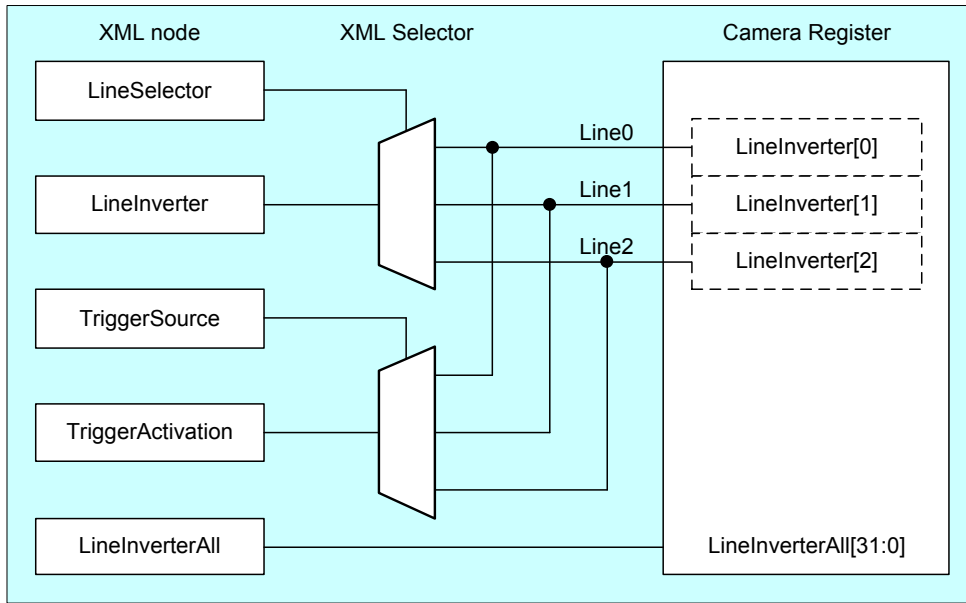 XML node
XML Selector
Camera Register
LineSelector
LineInverter
TriggerSource
TriggerActivation
LineInverterAll
Line0
Line1
Line2
LineInverter[0]
LineInverter[1]
LineInverter[2]
LineInverterAll[31:0]